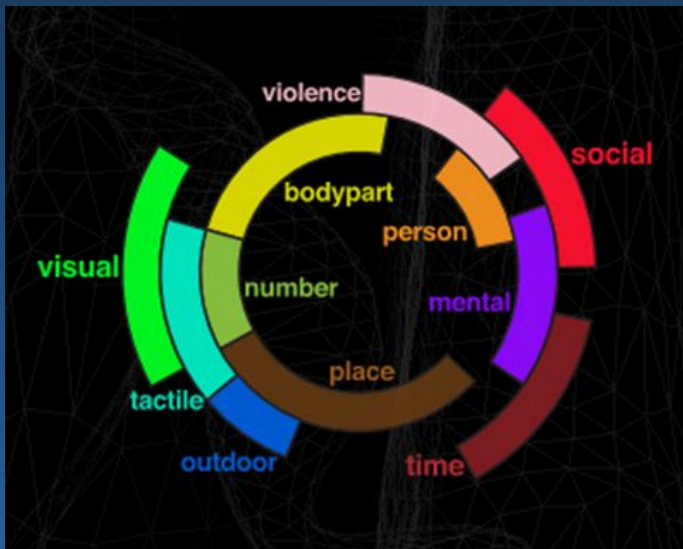 violence
social
bodypart
person
visual
number
mental
place
tactile
outdoor
time